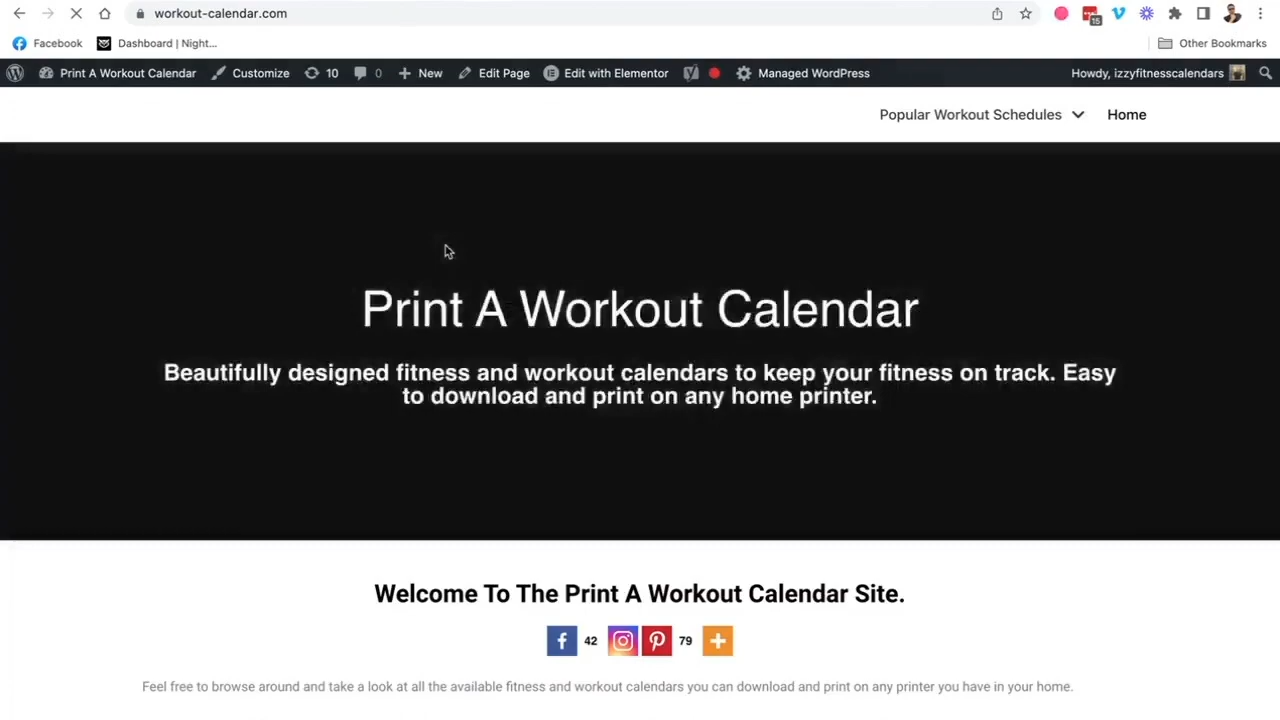 workout-calendar.com
15
Facebook
Dashboard | Night...
Other Bookmarks
Print A Workout Calendar
Customize
10
0
New
Edit Page
Edit with Elementor
Managed WordPress
Howdy, izzyfitnesscalendars
Popular Workout Schedules
Home
Print A Workout Calendar
Beautifully designed fitness and workout calendars to keep your fitness on track. Easy
to download and print on any home printer.
Welcome To The Print A Workout Calendar Site.
42
79
Feel free to browse around and take a look at all the available fitness and workout calendars you can download and print on any printer you have in your home.